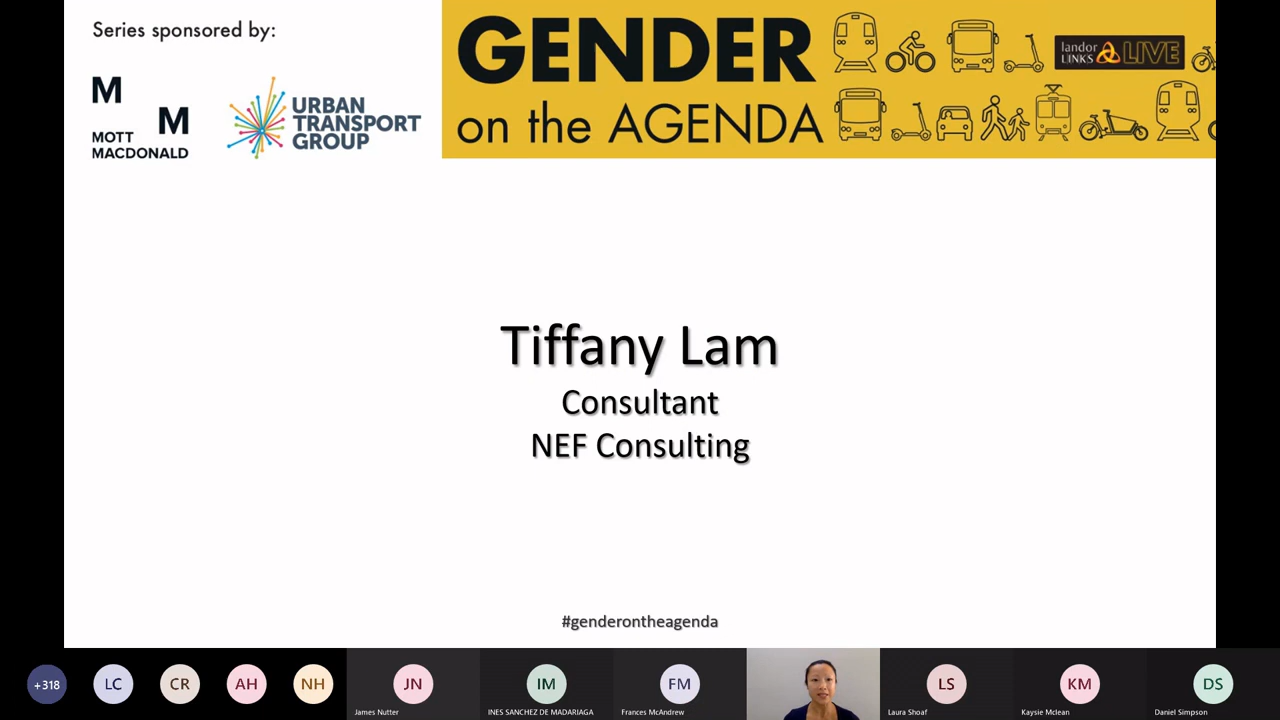 Series sponsored by:
M
M
MOTT
MACDONALD
URBAN
TRANSPORT
GROUP
GENDER
on the AGENDA
landor
LINKS
LIVE
Tiffany Lam
Consultant
NEF Consulting
#genderontheagenda
+318
LC
CR
AH
NH
JN
IM
FM
LS
KM
DS
James Nutter
INES SANCHEZ DE MADARIAGA
Frances McAndrew
Laura Shoaf
Kaysie Mclean
Daniel Simpson